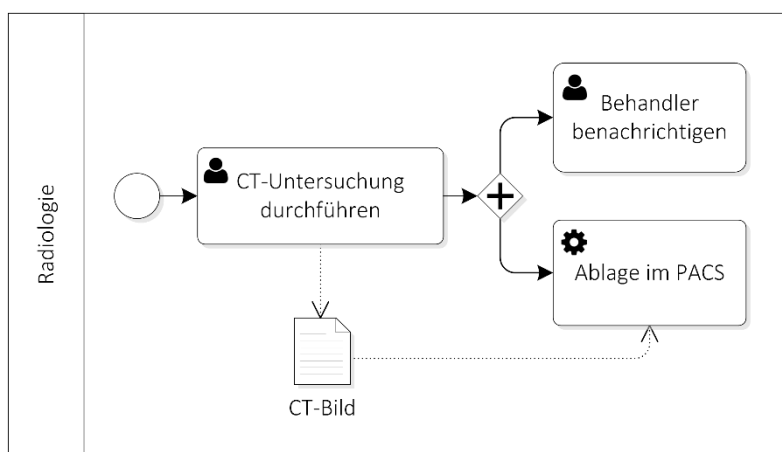 Radiologie
CT-Untersuchung
durchführen
Behandler
benachrichtigen
Ablage im PACS
CT-Bild